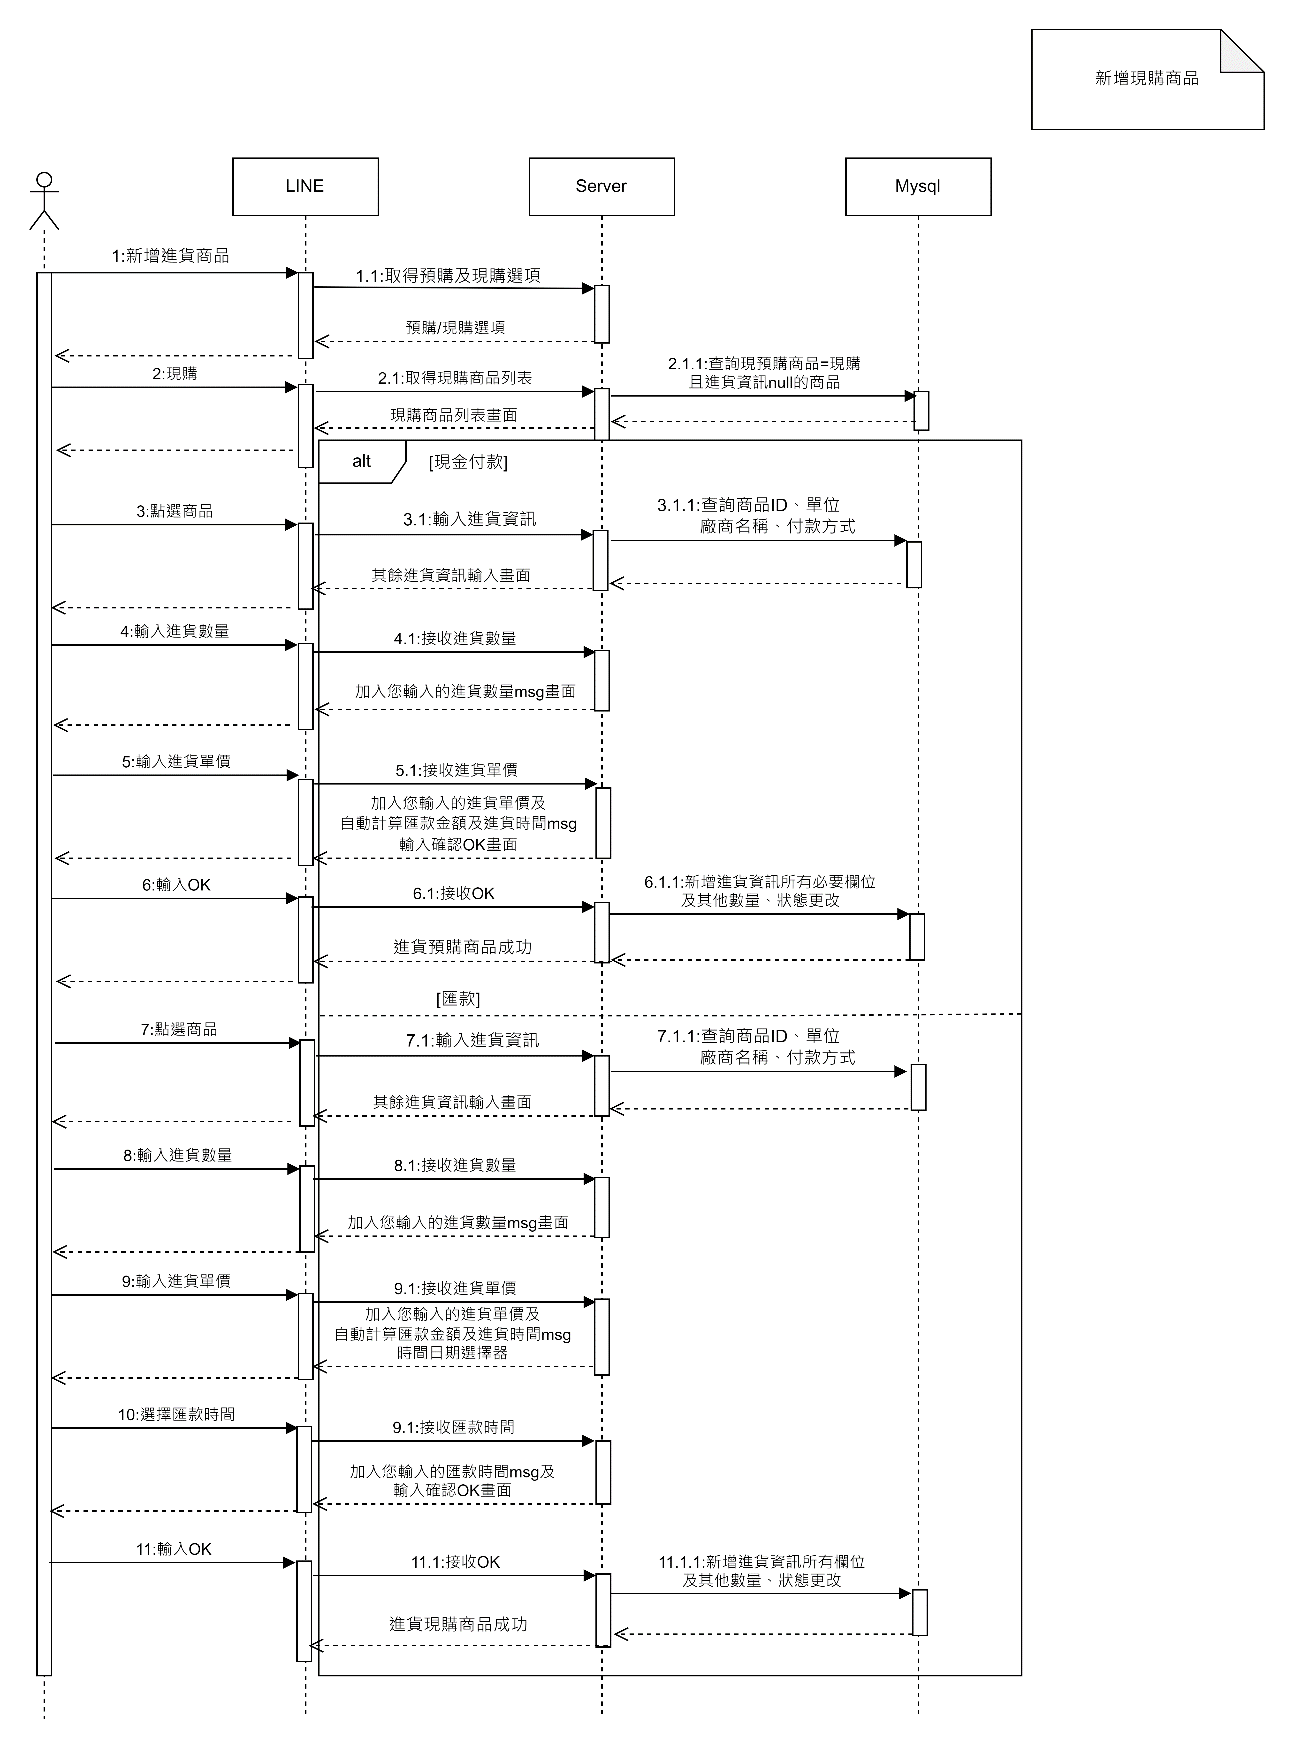 新增現購商品
LINE
Server
Mysql
1:新增進貨商品
1.1:取得預購及現購選項
預購/現購選項
2:現購
2.1:取得現購商品列表
2.1.1:查詢現預購商品=現購
且進貨資訊null的商品
現購商品列表畫面
alt
[現金付款]
3:點選商品
3.1:輸入進貨資訊
3.1.1:查詢商品ID、單位
廠商名稱、付款方式
其餘進貨資訊輸入畫面
4:輸入進貨數量
4.1:接收進貨數量
加入您輸入的進貨數量msg畫面
5:輸入進貨單價
5.1:接收進貨單價
加入您輸入的進貨單價及
自動計算匯款金額及進貨時間msg
輸入確認OK畫面
6:輸入OK
6.1:接收OK
6.1.1:新增進貨資訊所有必要欄位
及其他數量、狀態更改
進貨預購商品成功
[匯款]
7:點選商品
7.1:輸入進貨資訊
7.1.1:查詢商品ID、單位
廠商名稱、付款方式
其餘進貨資訊輸入畫面
8:輸入進貨數量
8.1:接收進貨數量
加入您輸入的進貨數量msg畫面
9:輸入進貨單價
9.1:接收進貨單價
加入您輸入的進貨單價及
自動計算匯款金額及進貨時間msg
時間日期選擇器
10:選擇匯款時間
9.1:接收匯款時間
加入您輸入的匯款時間msg及
輸入確認OK畫面
11:輸入OK
11.1:接收OK
11.1.1:新增進貨資訊所有欄位
及其他數量、狀態更改
進貨現購商品成功